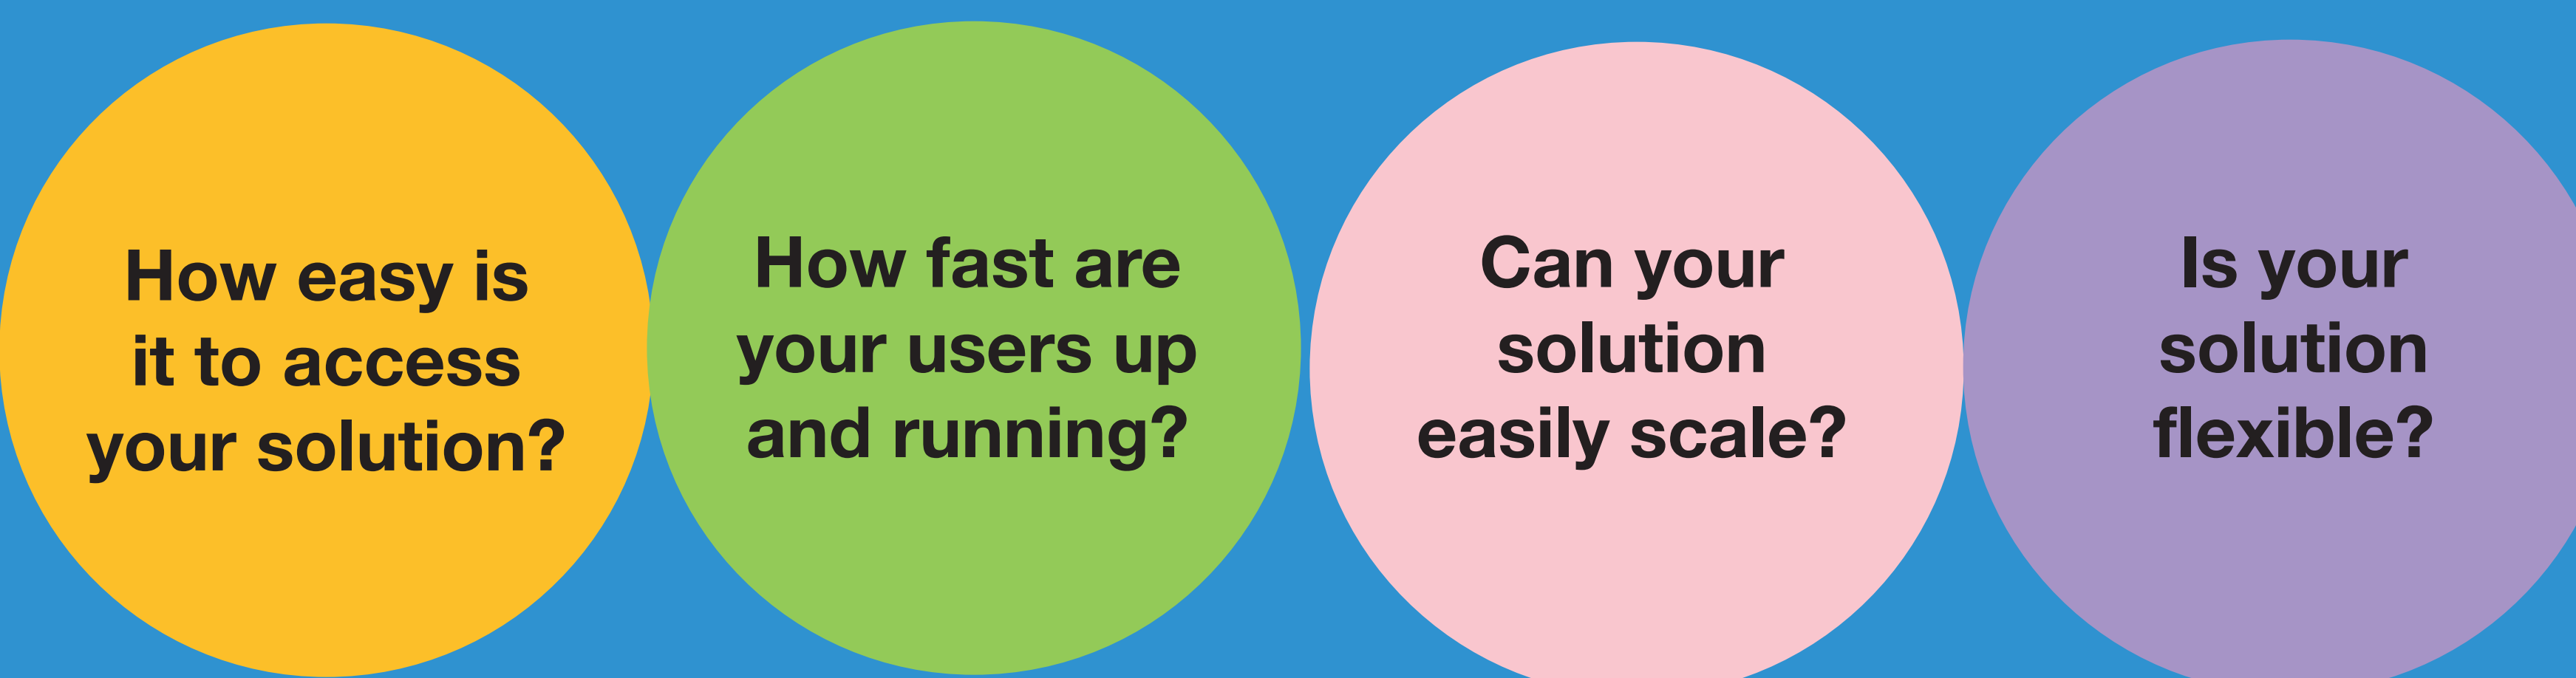 How easy is
it to access
your solution?
How fast are
your users up
and running?
Can your
solution
easily scale?
Is your
solution
flexible?